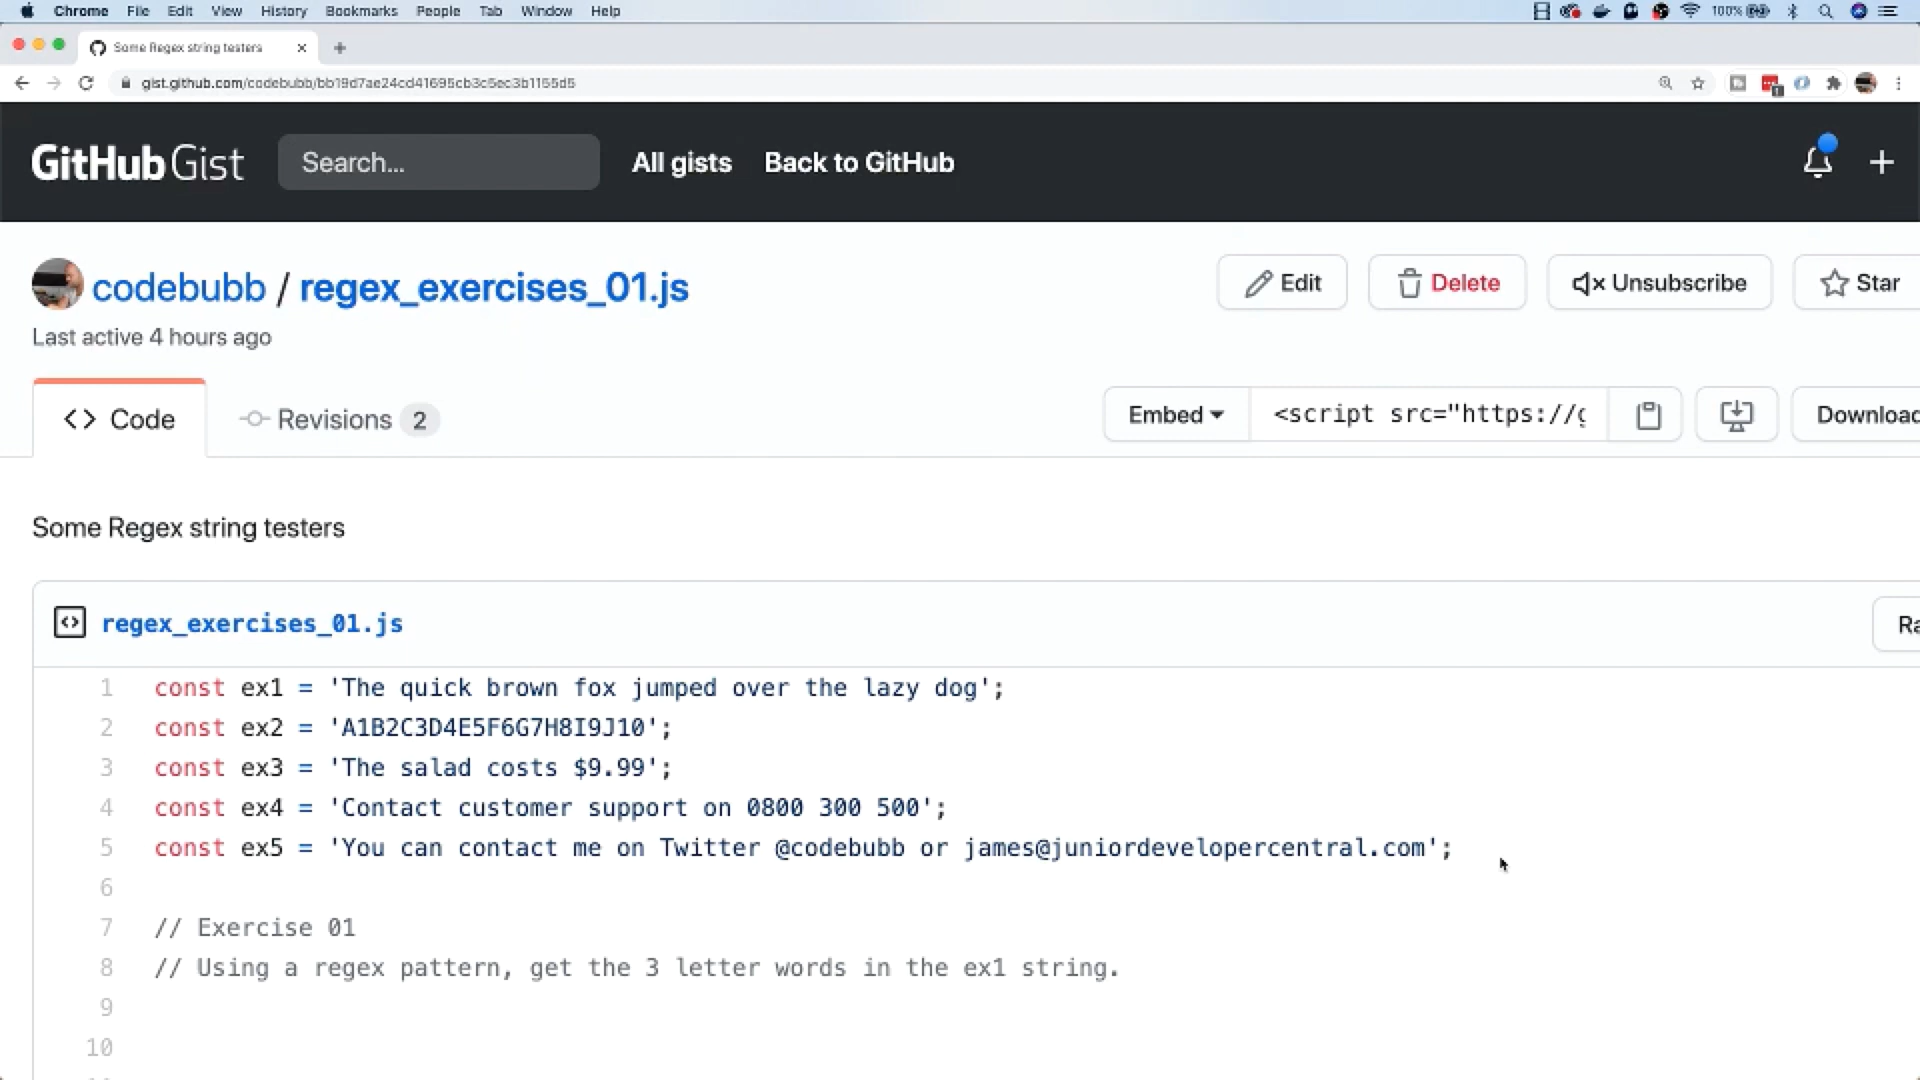 Chrome File Edit View History Bookmarks People Tab Window Help 100%
Some Regex string testers
gist.github.com/codebubb/bb19d7ae24cd41695cb3c5ec3b1155d5
GitHub Gist Search... All gists Back to GitHub
codebubb / regex_exercises_01.js Edit Delete Unsubscribe Star
Last active 4 hours ago
Code Revisions 2 Embed <script src="https://g Download
Some Regex string testers
regex_exercises_01.js Ra
1 const ex1 = 'The quick brown fox jumped over the lazy dog';
2 const ex2 = 'A1B2C3D4E5F6G7H8I9J10';
3 const ex3 = 'The salad costs $9.99';
4 const ex4 = 'Contact customer support on 0800 300 500';
5 const ex5 = 'You can contact me on Twitter @codebubb or james@juniordevelopercentral.com';
6
7 // Exercise 01
8 // Using a regex pattern, get the 3 letter words in the ex1 string.
9
10